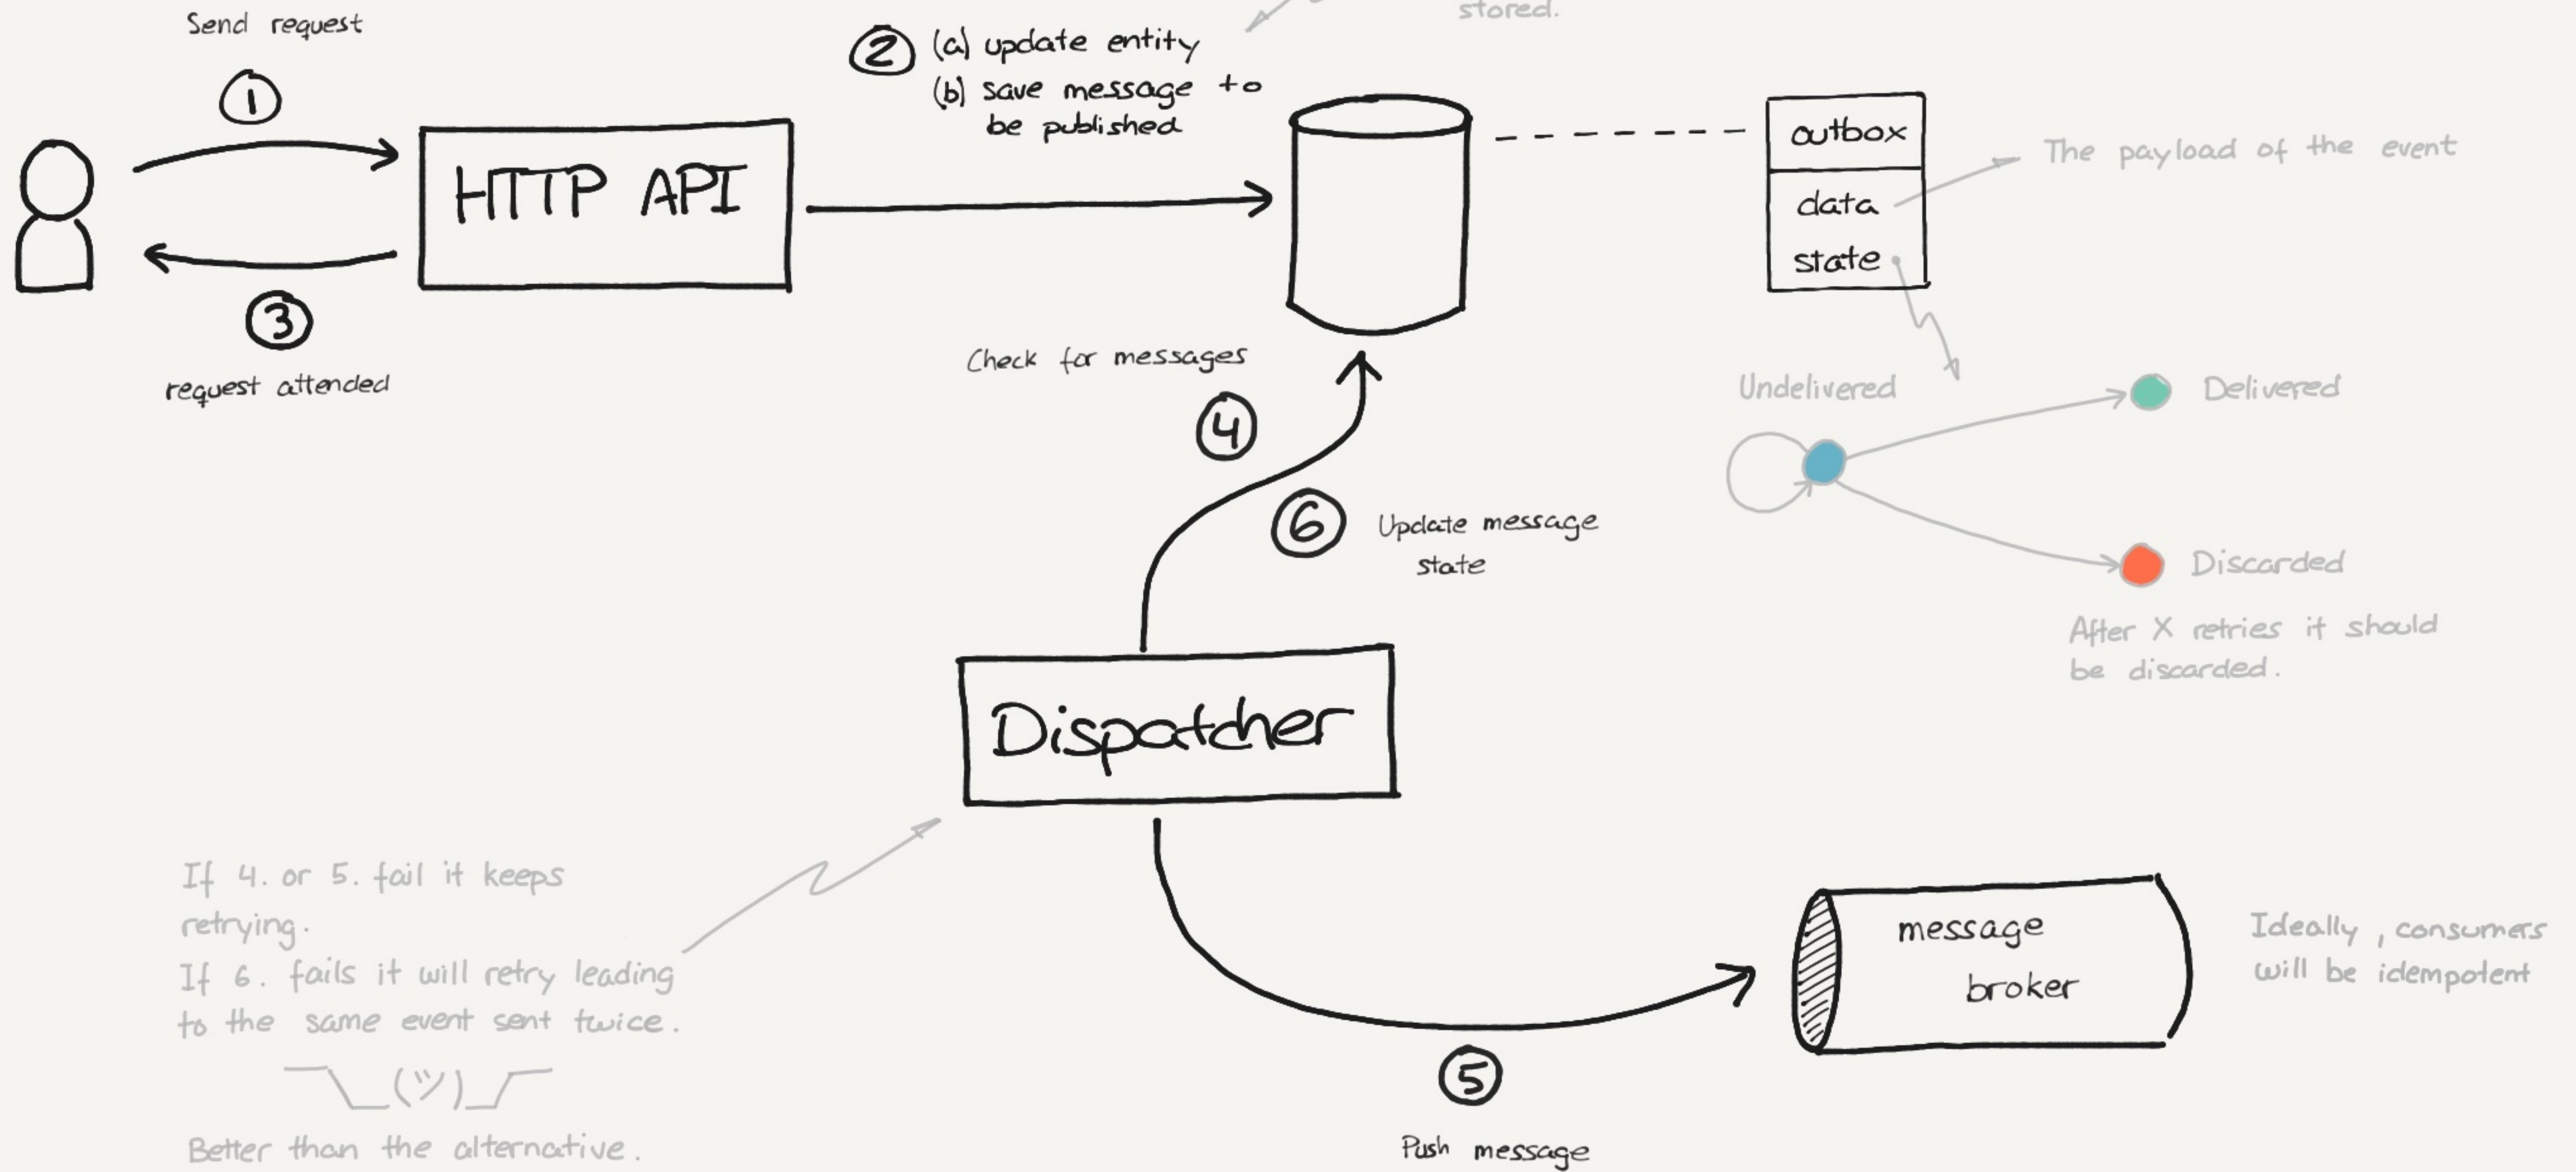 Send request
stored.
1
2 (a) update entity
(b) save message to
be published
HTTP API
outbox
data
state
The payload of the event
3
request attended
Check for messages
4
6 Update message
state
Undelivered
Delivered
Discarded
After X retries it should
be discarded.
Dispatcher
If 4. or 5. fail it keeps
retrying.
If 6. fails it will retry leading
to the same event sent twice.
¯\_(ツ)_/¯
Better than the alternative.
message
broker
Ideally, consumers
will be idempotent
5
Push message